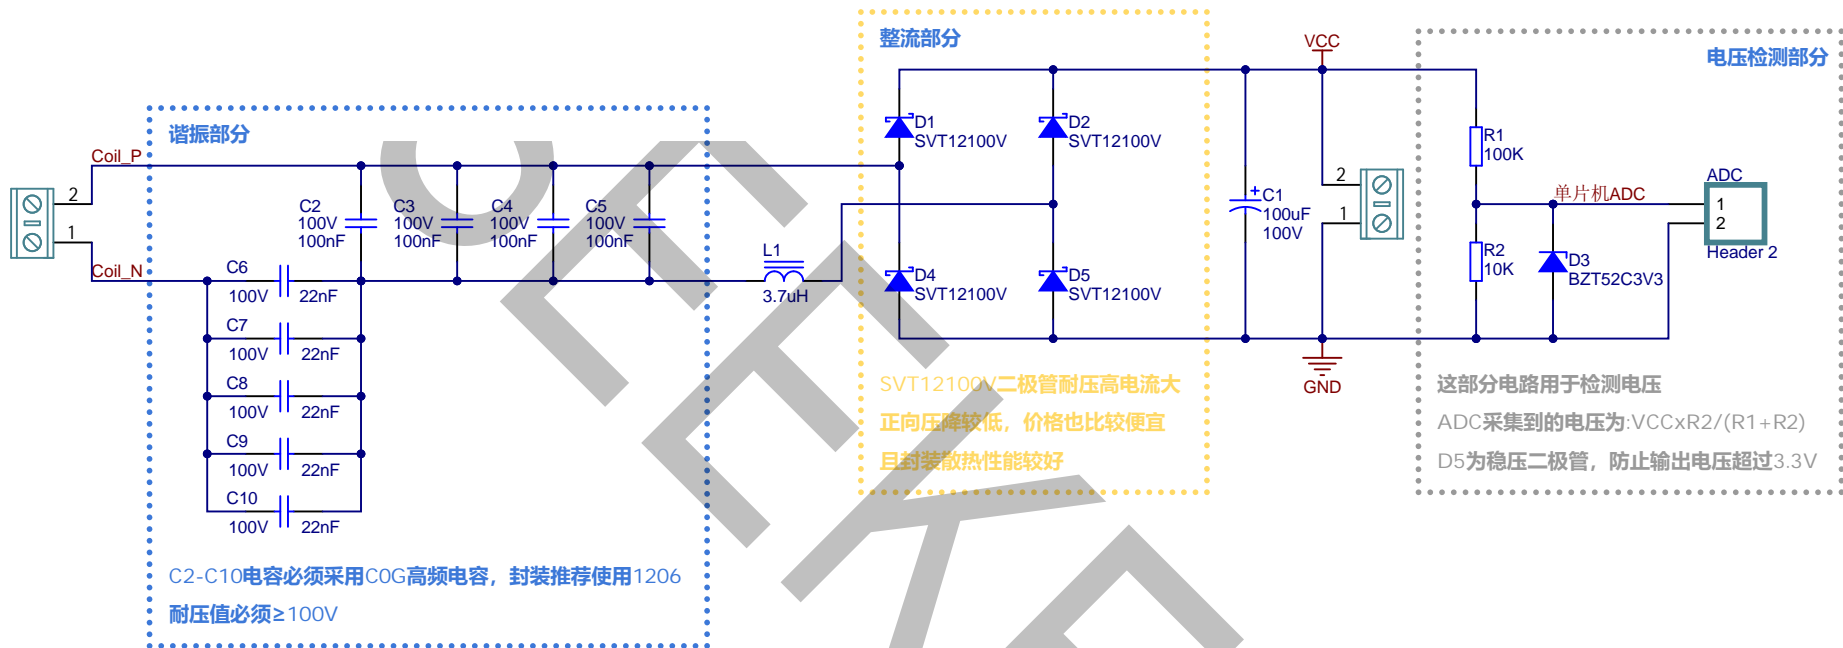 整流部分
VCC
电压检测部分
谐振部分
D1
SVT12100V
D2
SVT12100V
R1
100K
Coil_P
2
1
Coil_N
C2
100V
100nF
C3
100V
100nF
C4
100V
100nF
C5
100V
100nF
C6
100V 22nF
C7
100V 22nF
C8
100V 22nF
C9
100V 22nF
C10
100V 22nF
L1
3.7uH
D4
SVT12100V
D5
SVT12100V
+
C1
100uF
100V
2
1
GND
单片机ADC
ADC
1
2
Header 2
R2
10K
D3
BZT52C3V3
SVT12100V二极管耐压高电流大
正向压降较低，价格也比较便宜
且封装散热性能较好
这部分电路用于检测电压
ADC采集到的电压为:VCCxR2/(R1+R2)
D5为稳压二极管，防止输出电压超过3.3V
C2-C10电容必须采用C0G高频电容，封装推荐使用1206
耐压值必须≥100V